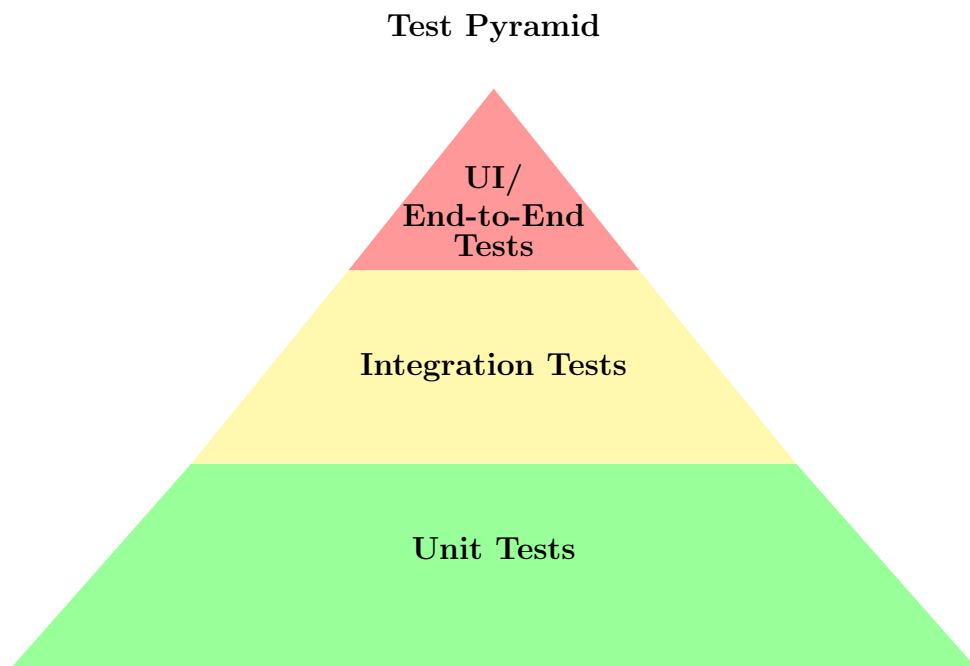 Test Pyramid
UI/
End-to-End
Tests
Integration Tests
Unit Tests